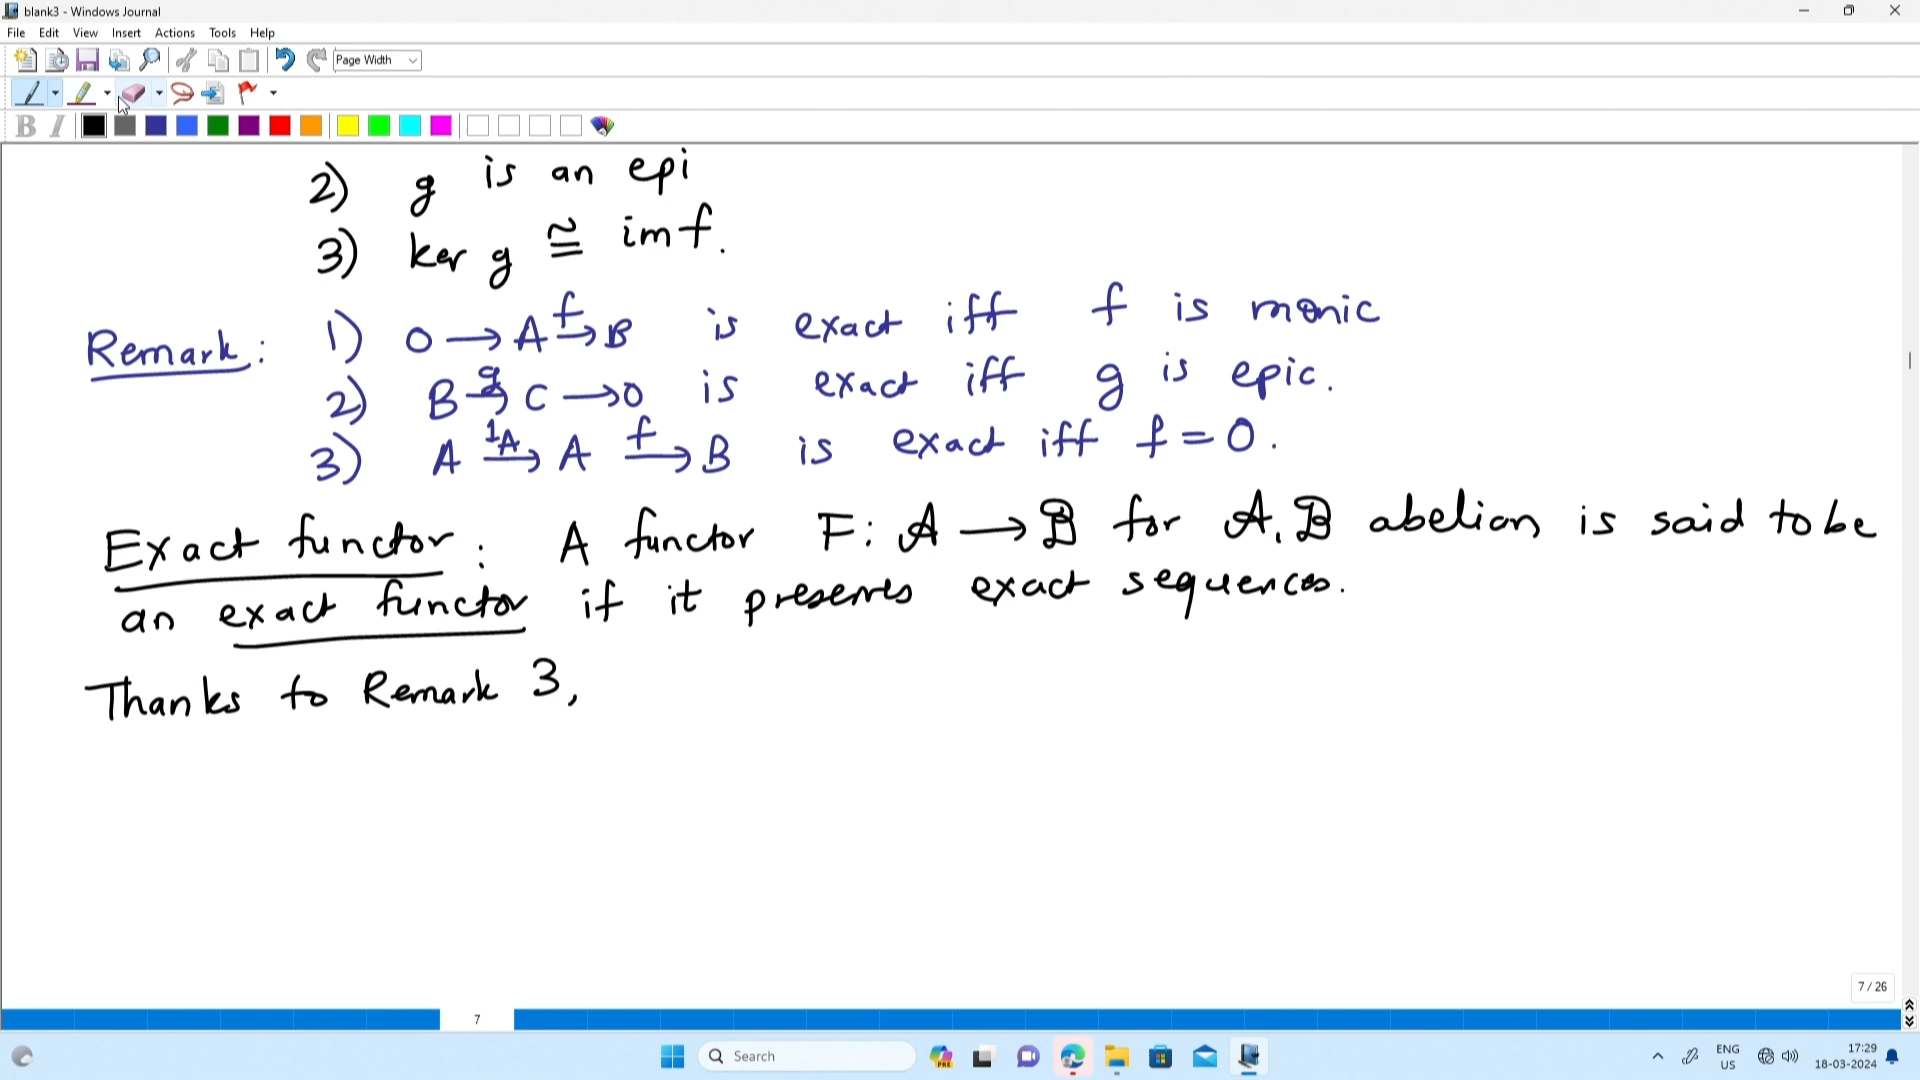 blank3 - Windows Journal
File Edit View Insert Actions Tools Help
Page Width
B I
2) g is an epi
3) ker g ≅ im f.
Remark: 1) 0 → A →f B is exact iff f is monic
2) B →g C → 0 is exact iff g is epic.
3) A →1A A →f B is exact iff f = 0.
Exact functor: A functor F: A → B for A, B abelian is said to be
an exact functor if it preserves exact sequences.
Thanks to Remark 3,
7 / 26
7
Search
PRE
ENG
US
17:29
18-03-2024